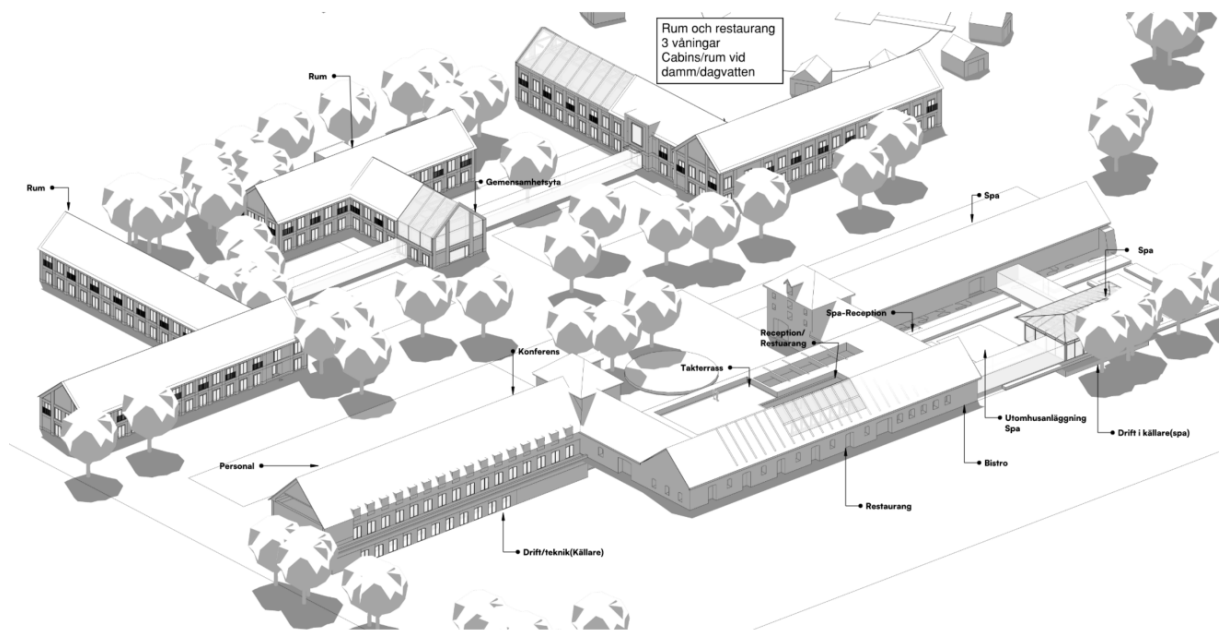 Rum och restaurang
3 våningar
Cabins/rum vid
damm/dagvatten
Rum
Gemensamhetsyta
Rum
Spa
Spa
Spa-Reception
Reception/
Restuarang
Konferens
Takterrass
Utomhusanläggning
Spa
Drift i källare(spa)
Personal
Bistro
Restaurang
Drift/teknik(Källare)